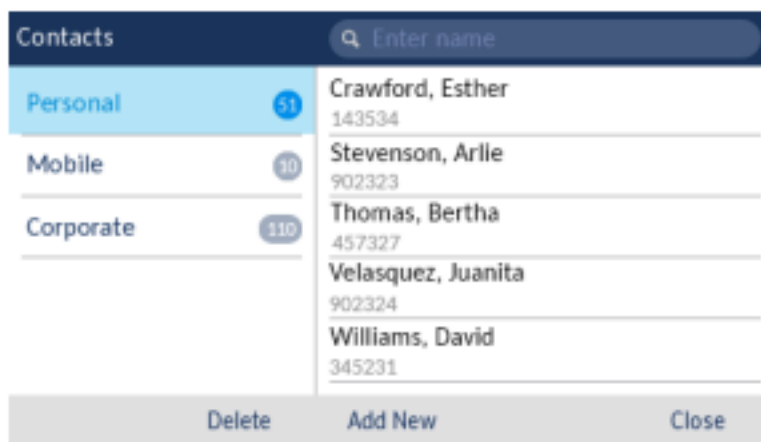 Contacts
Enter name
Personal 51
Mobile 10
Corporate 110
Crawford, Esther
143534
Stevenson, Arlie
902323
Thomas, Bertha
457327
Velasquez, Juanita
902324
Williams, David
345231
Delete Add New Close